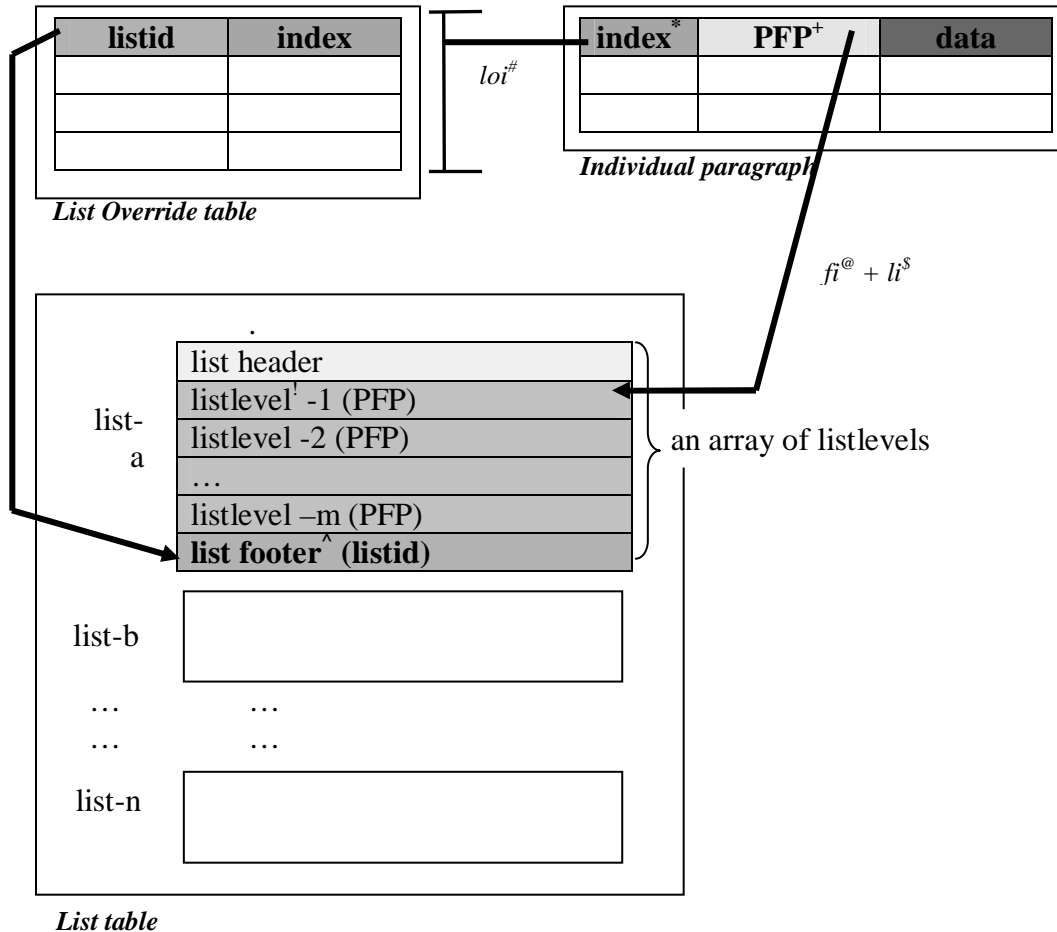 listid index
List Override table
loi#
index* PFP+ data
Individual paragraph
fi@ + li$
.
list-
a
list header
listlevel! -1 (PFP)
listlevel -2 (PFP)
…
listlevel –m (PFP)
list footer^ (listid)
an array of listlevels
list-b
… …
… …
list-n
List table